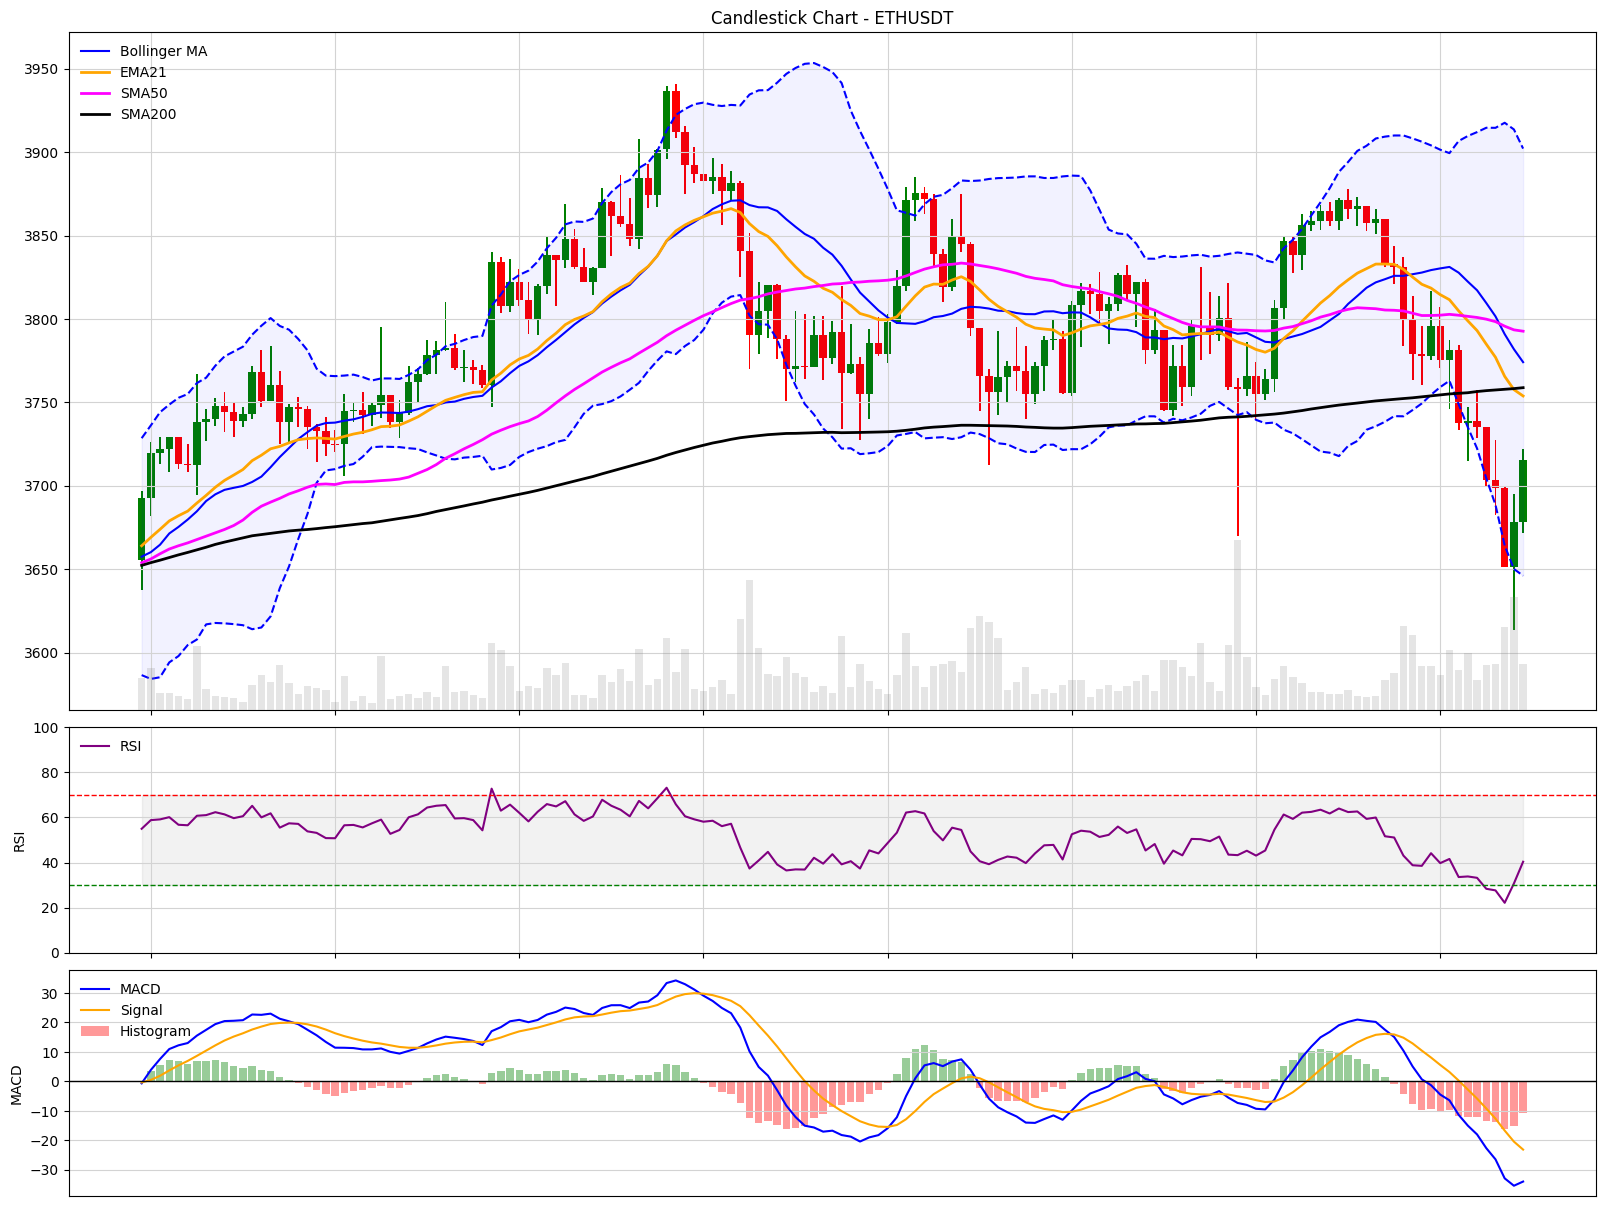 Candlestick Chart - ETHUSDT
Bollinger MA
EMA21
SMA50
SMA200
3950
3900
3850
3800
3750
3700
3650
3600
RSI
RSI
100
80
60
40
20
0
MACD
Signal
Histogram
MACD
30
20
10
0
−10
−20
−30